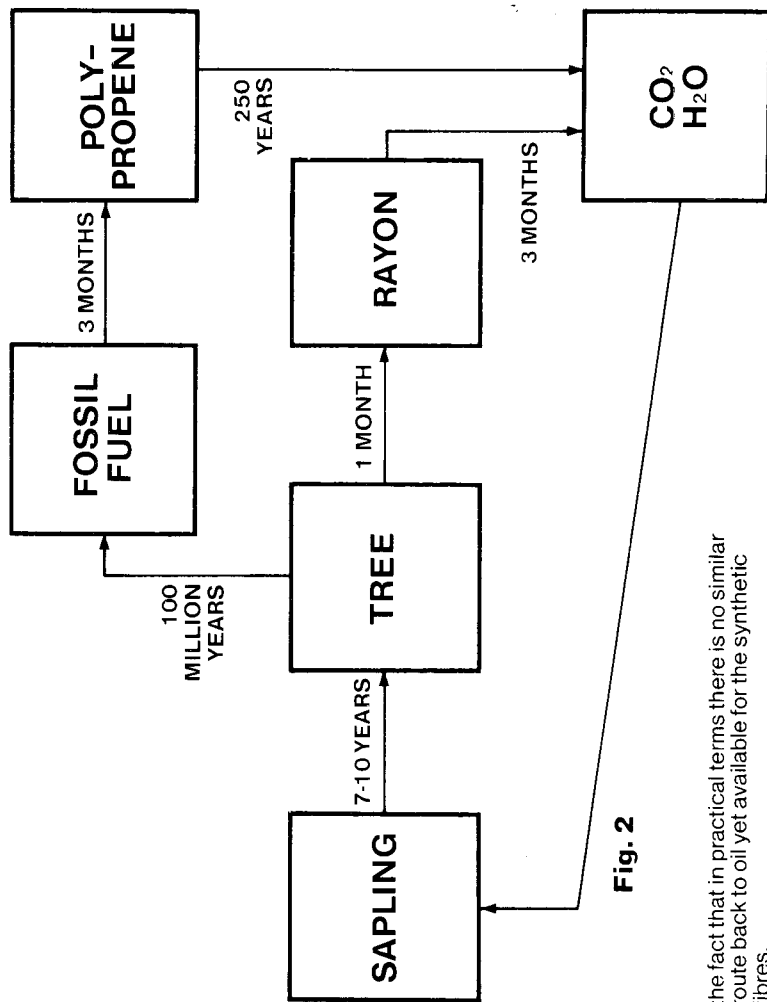 SAPLING
7-10 YEARS
TREE
100
MILLION
YEARS
FOSSIL
FUEL
3 MONTHS
POLY-
PROPENE
250
YEARS
1 MONTH
RAYON
3 MONTHS
CO2
H2O
Fig. 2
the fact that in practical terms there is no similar
route back to oil yet available for the synthetic
fibres.